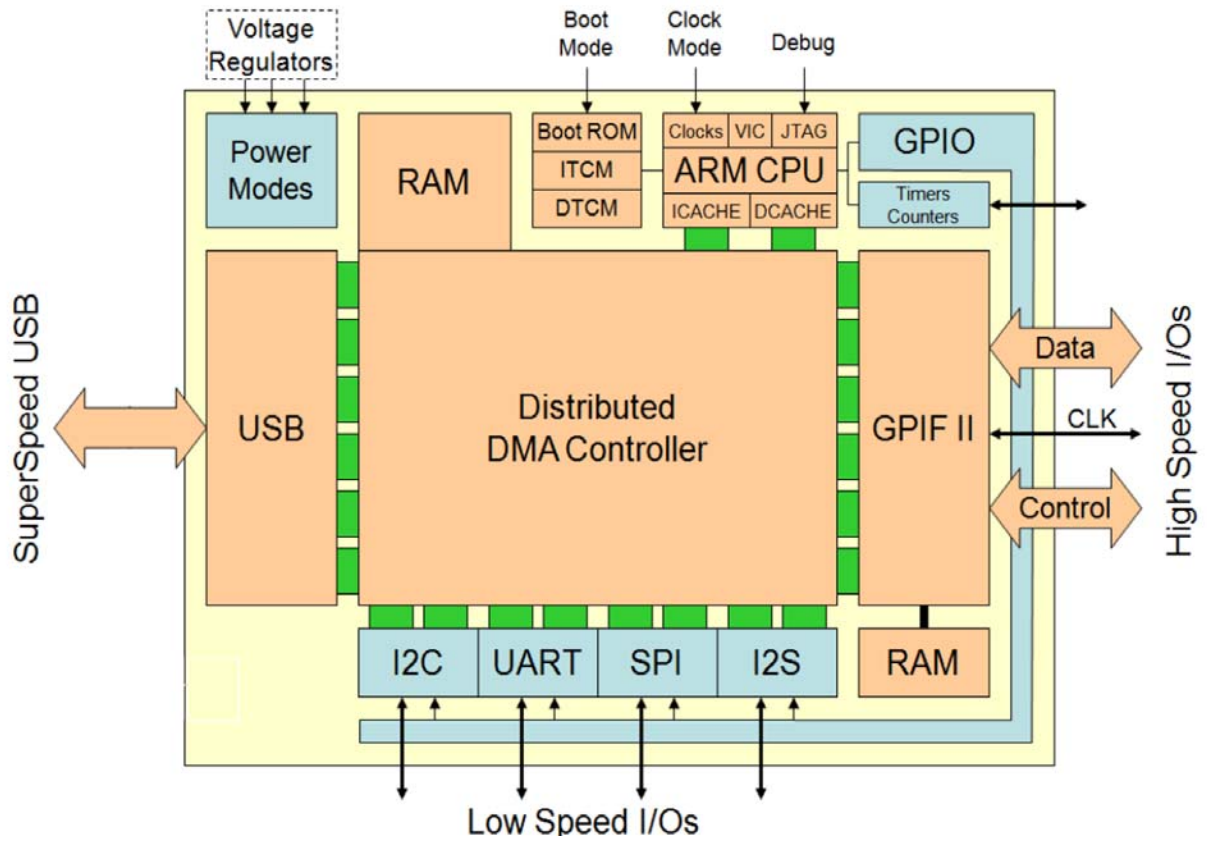 Voltage
Regulators
Boot
Mode
Clock
Mode
Debug
Power
Modes
RAM
Boot ROM
ITCM
DTCM
Clocks
VIC
JTAG
ARM CPU
ICACHE
DCACHE
GPIO
Timers
Counters
SuperSpeed USB
USB
Distributed
DMA Controller
GPIF II
Data
CLK
Control
High Speed I/Os
I2C
UART
SPI
I2S
RAM
Low Speed I/Os